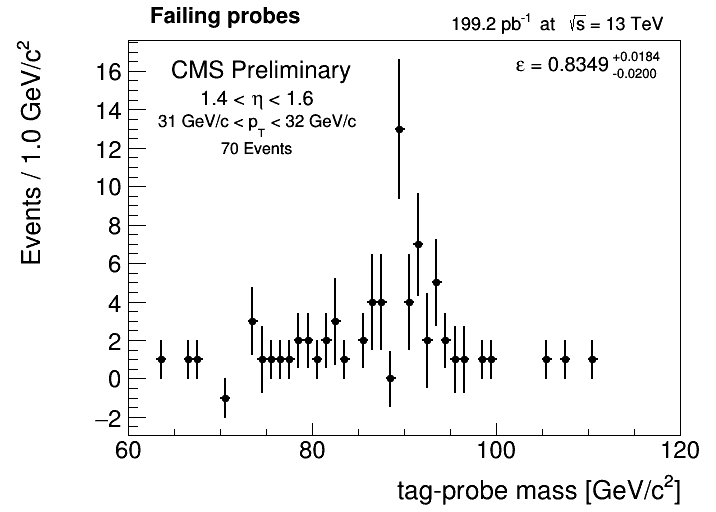 Failing probes
199.2 pb-1 at √s = 13 TeV
CMS Preliminary
1.4 < η < 1.6
31 GeV/c < pT < 32 GeV/c
70 Events
ε = 0.8349 +0.0184 -0.0200
Events / 1.0 GeV/c2
16
14
12
10
8
6
4
2
0
−2
60 80 100 120
tag-probe mass [GeV/c2]